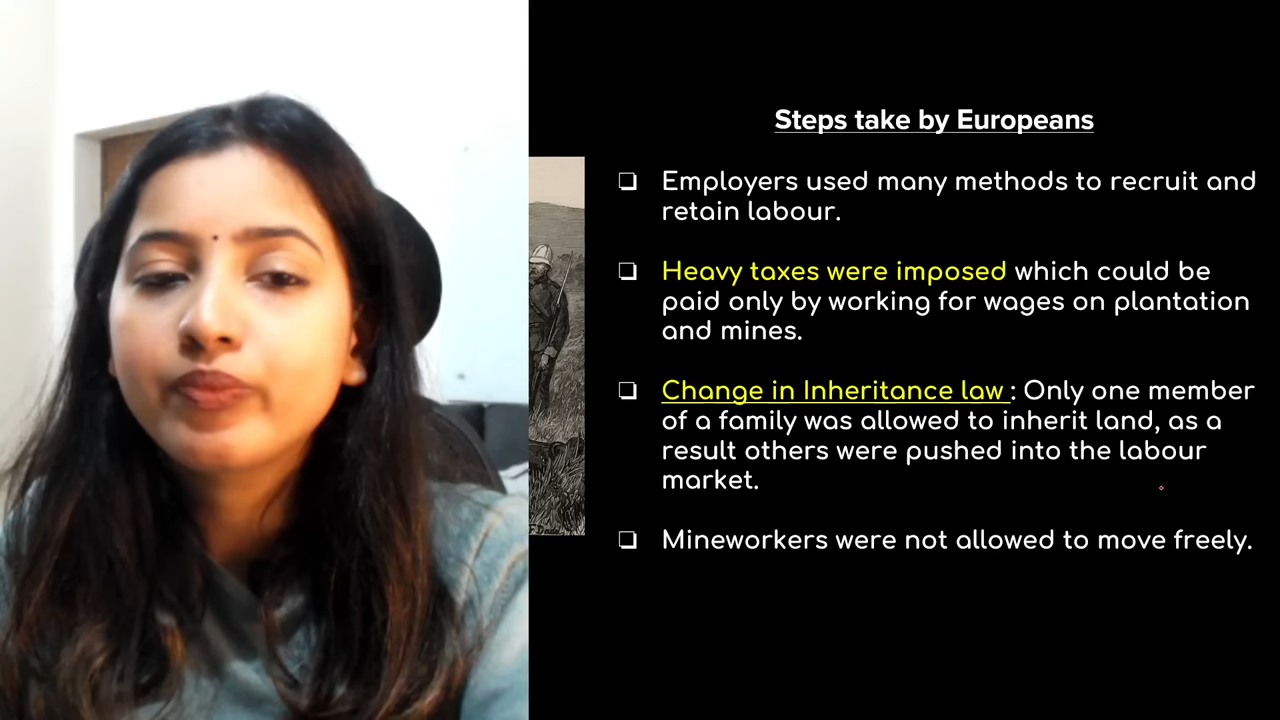 Steps take by Europeans
❏ Employers used many methods to recruit and
retain labour.
❏ Heavy taxes were imposed which could be
paid only by working for wages on plantation
and mines.
❏ Change in Inheritance law : Only one member
of a family was allowed to inherit land, as a
result others were pushed into the labour
market.
❏ Mineworkers were not allowed to move freely.